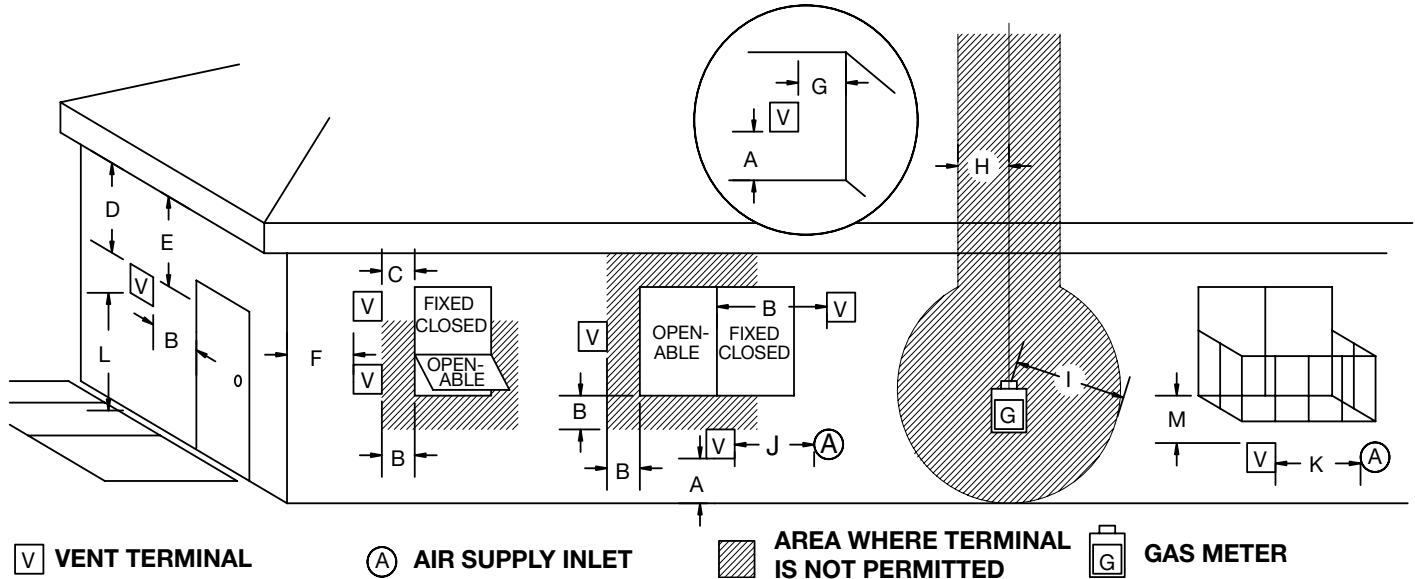 G
V
A
H
D
E
C
V
V
FIXED
CLOSED
B
V
V
OPEN-
ABLE
FIXED
CLOSED
L
B
F
OPEN-
ABLE
V
I
G
B
M
V
J
A
B
B
A
V
K
A
V VENT TERMINAL
A AIR SUPPLY INLET
AREA WHERE TERMINAL
IS NOT PERMITTED
G GAS METER